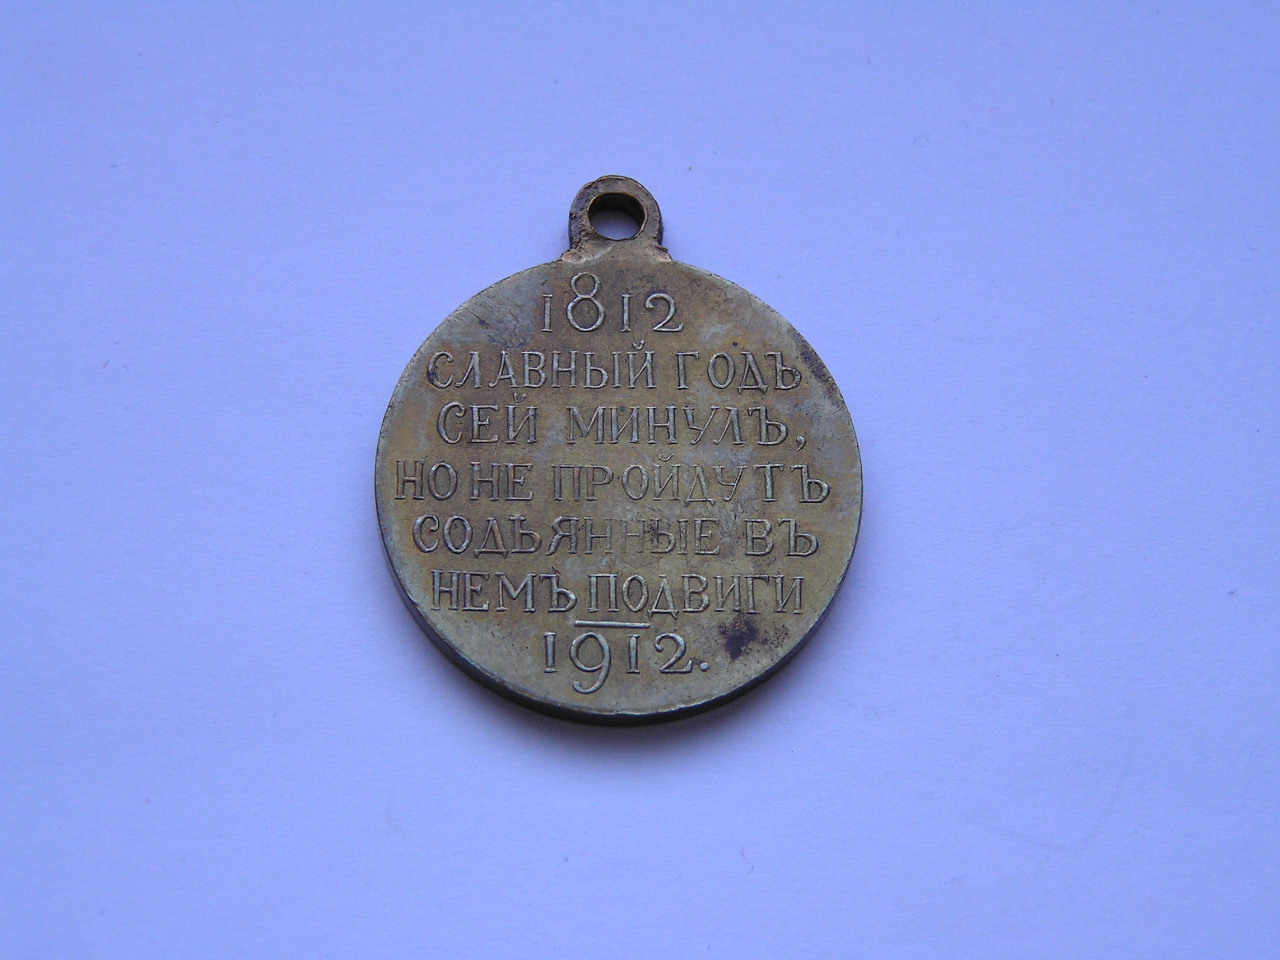 1812
СЛАВНЫЙ ГОДЪ
СЕЙ МИНУЛЪ,
НО НЕ ПРОЙДУТЪ
СОДѢЯННЫЕ ВЪ
НЕМЪ ПОДВИГИ
1912.